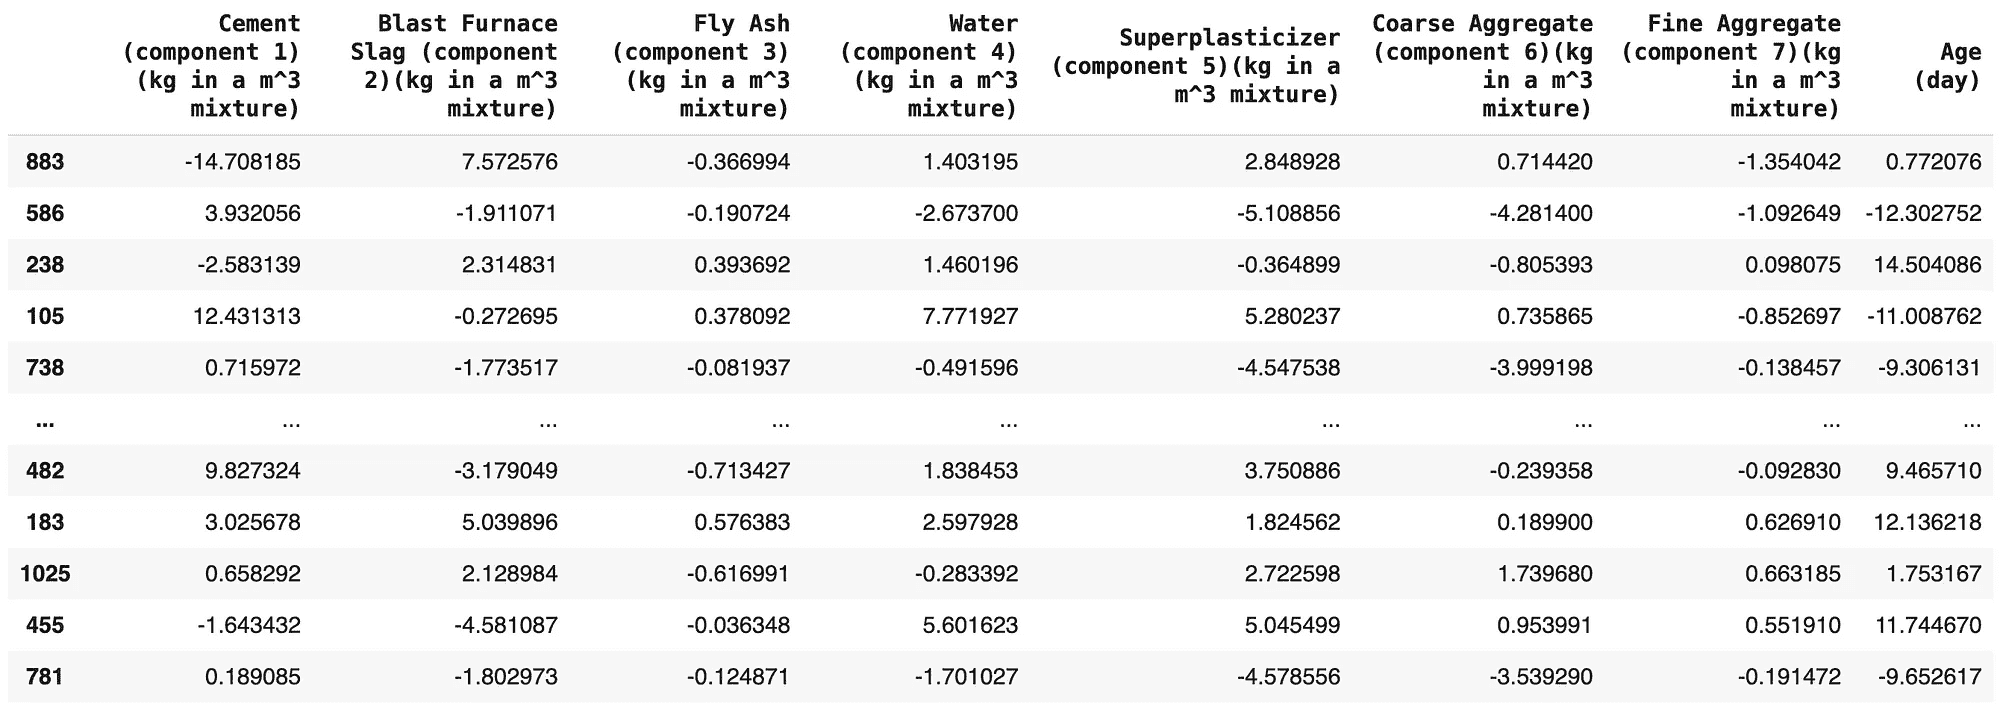 Cement (component 1)(kg in a m^3 mixture) Blast Furnace Slag (component 2)(kg in a m^3 mixture) Fly Ash (component 3)(kg in a m^3 mixture) Water (component 4)(kg in a m^3 mixture) Superplasticizer (component 5)(kg in a m^3 mixture) Coarse Aggregate (component 6)(kg in a m^3 mixture) Fine Aggregate (component 7)(kg in a m^3 mixture) Age (day)
883 -14.708185 7.572576 -0.366994 1.403195 2.848928 0.714420 -1.354042 0.772076
586 3.932056 -1.911071 -0.190724 -2.673700 -5.108856 -4.281400 -1.092649 -12.302752
238 -2.583139 2.314831 0.393692 1.460196 -0.364899 -0.805393 0.098075 14.504086
105 12.431313 -0.272695 0.378092 7.771927 5.280237 0.735865 -0.852697 -11.008762
738 0.715972 -1.773517 -0.081937 -0.491596 -4.547538 -3.999198 -0.138457 -9.306131
... ... ... ... ... ... ... ... ...
482 9.827324 -3.179049 -0.713427 1.838453 3.750886 -0.239358 -0.092830 9.465710
183 3.025678 5.039896 0.576383 2.597928 1.824562 0.189900 0.626910 12.136218
1025 0.658292 2.128984 -0.616991 -0.283392 2.722598 1.739680 0.663185 1.753167
455 -1.643432 -4.581087 -0.036348 5.601623 5.045499 0.953991 0.551910 11.744670
781 0.189085 -1.802973 -0.124871 -1.701027 -4.578556 -3.539290 -0.191472 -9.652617